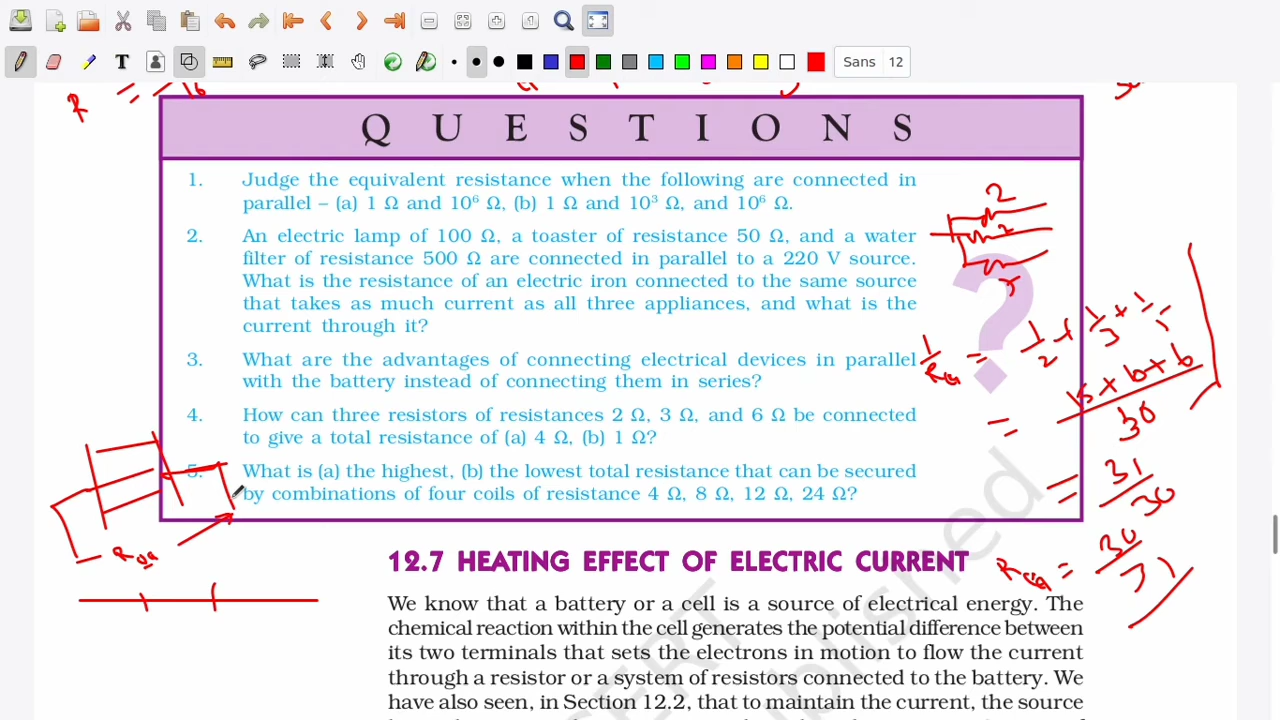 Sans 12
R = 16
QUESTIONS
1. Judge the equivalent resistance when the following are connected in
parallel – (a) 1 Ω and 10⁶ Ω, (b) 1 Ω and 10³ Ω, and 10⁶ Ω.
2. An electric lamp of 100 Ω, a toaster of resistance 50 Ω, and a water
filter of resistance 500 Ω are connected in parallel to a 220 V source.
What is the resistance of an electric iron connected to the same source
that takes as much current as all three appliances, and what is the
current through it?
3. What are the advantages of connecting electrical devices in parallel
with the battery instead of connecting them in series?
4. How can three resistors of resistances 2 Ω, 3 Ω, and 6 Ω be connected
to give a total resistance of (a) 4 Ω, (b) 1 Ω?
5. What is (a) the highest, (b) the lowest total resistance that can be secured
by combinations of four coils of resistance 4 Ω, 8 Ω, 12 Ω, 24 Ω?
?
2
= 1/2 + 1/3 +
= 30
= 31/30
= 30/31
12.7 HEATING EFFECT OF ELECTRIC CURRENT
We know that a battery or a cell is a source of electrical energy. The
chemical reaction within the cell generates the potential difference between
its two terminals that sets the electrons in motion to flow the current
through a resistor or a system of resistors connected to the battery. We
have also seen, in Section 12.2, that to maintain the current, the source